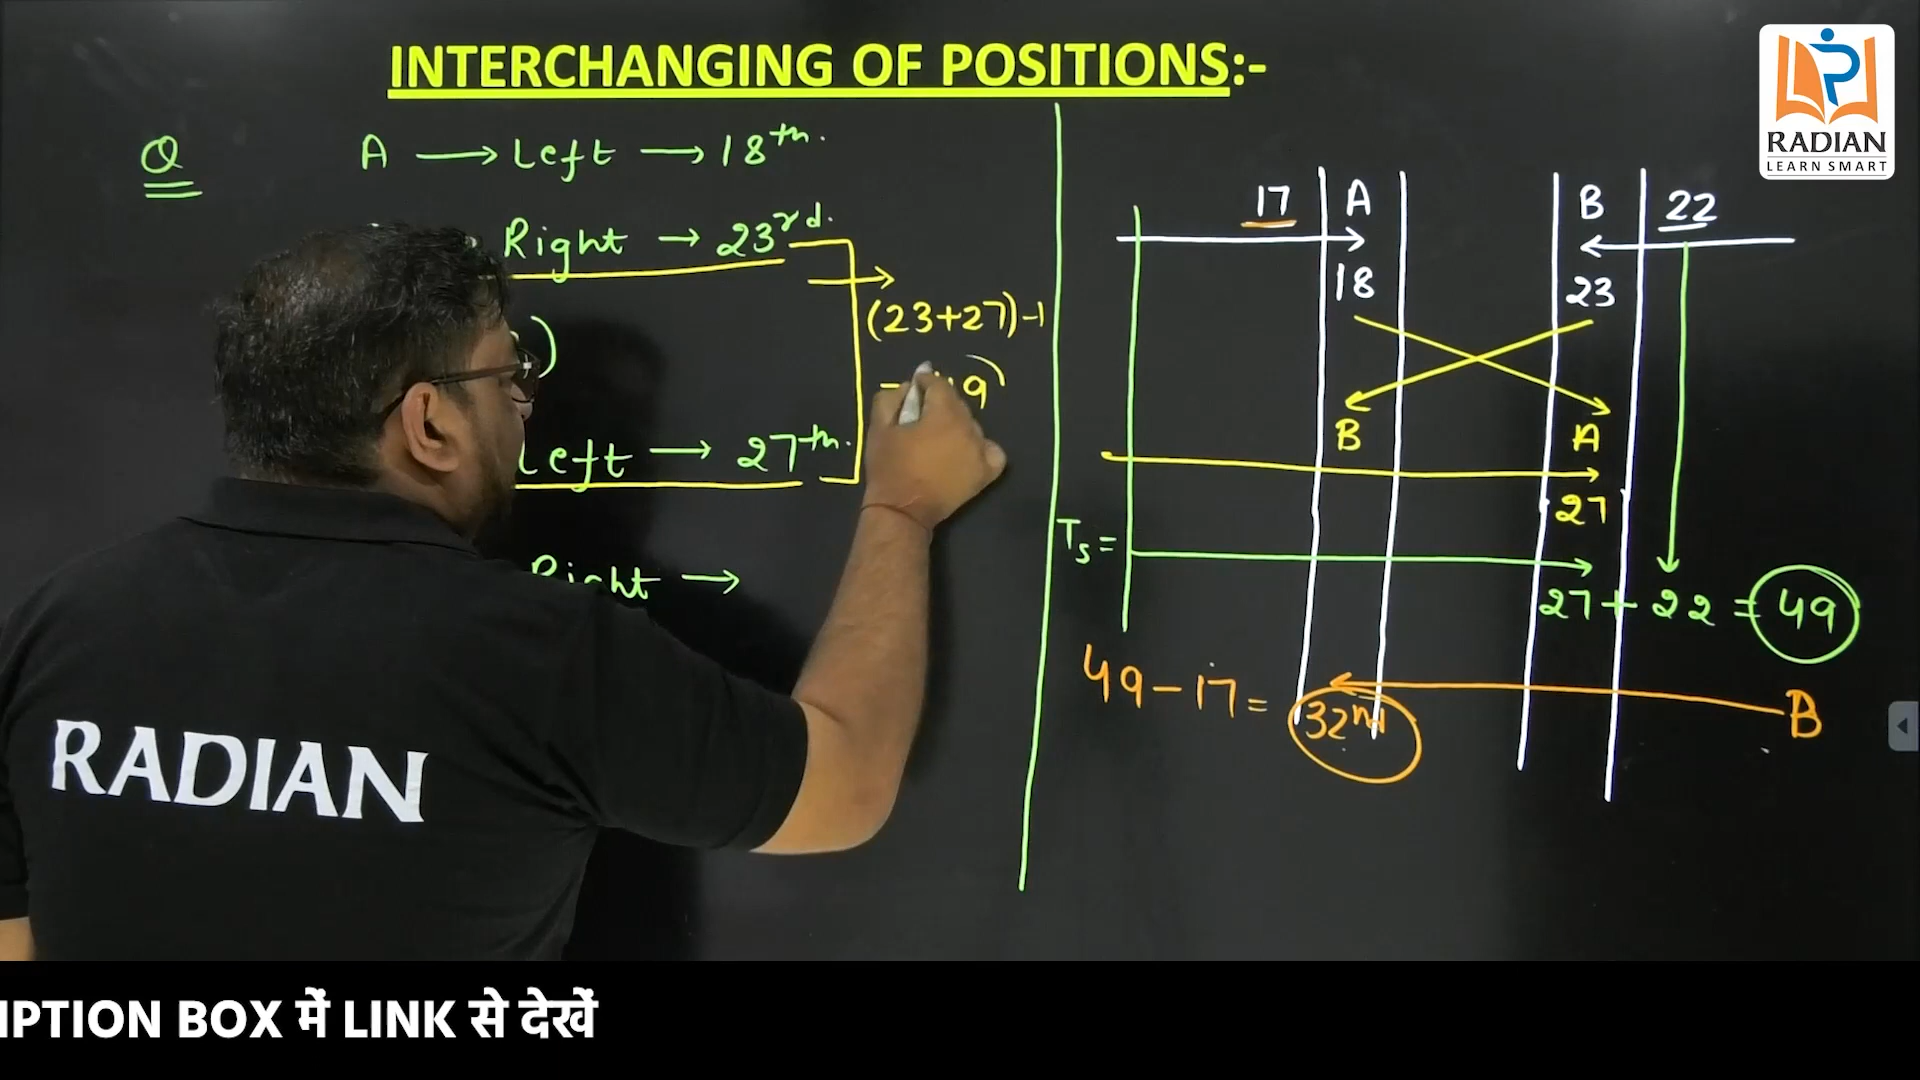 INTERCHANGING OF POSITIONS:-
RADIAN
LEARN SMART
Q A → Left → 18th.
Right → 23rd.
(23+27)-1
)
9
Left → 27th.
Right →
17 A B 22
18 23
B A
27
Ts =
27 + 22 = 49
49 - 17 = 32nd B
RADIAN
IPTION BOX में LINK से देखें